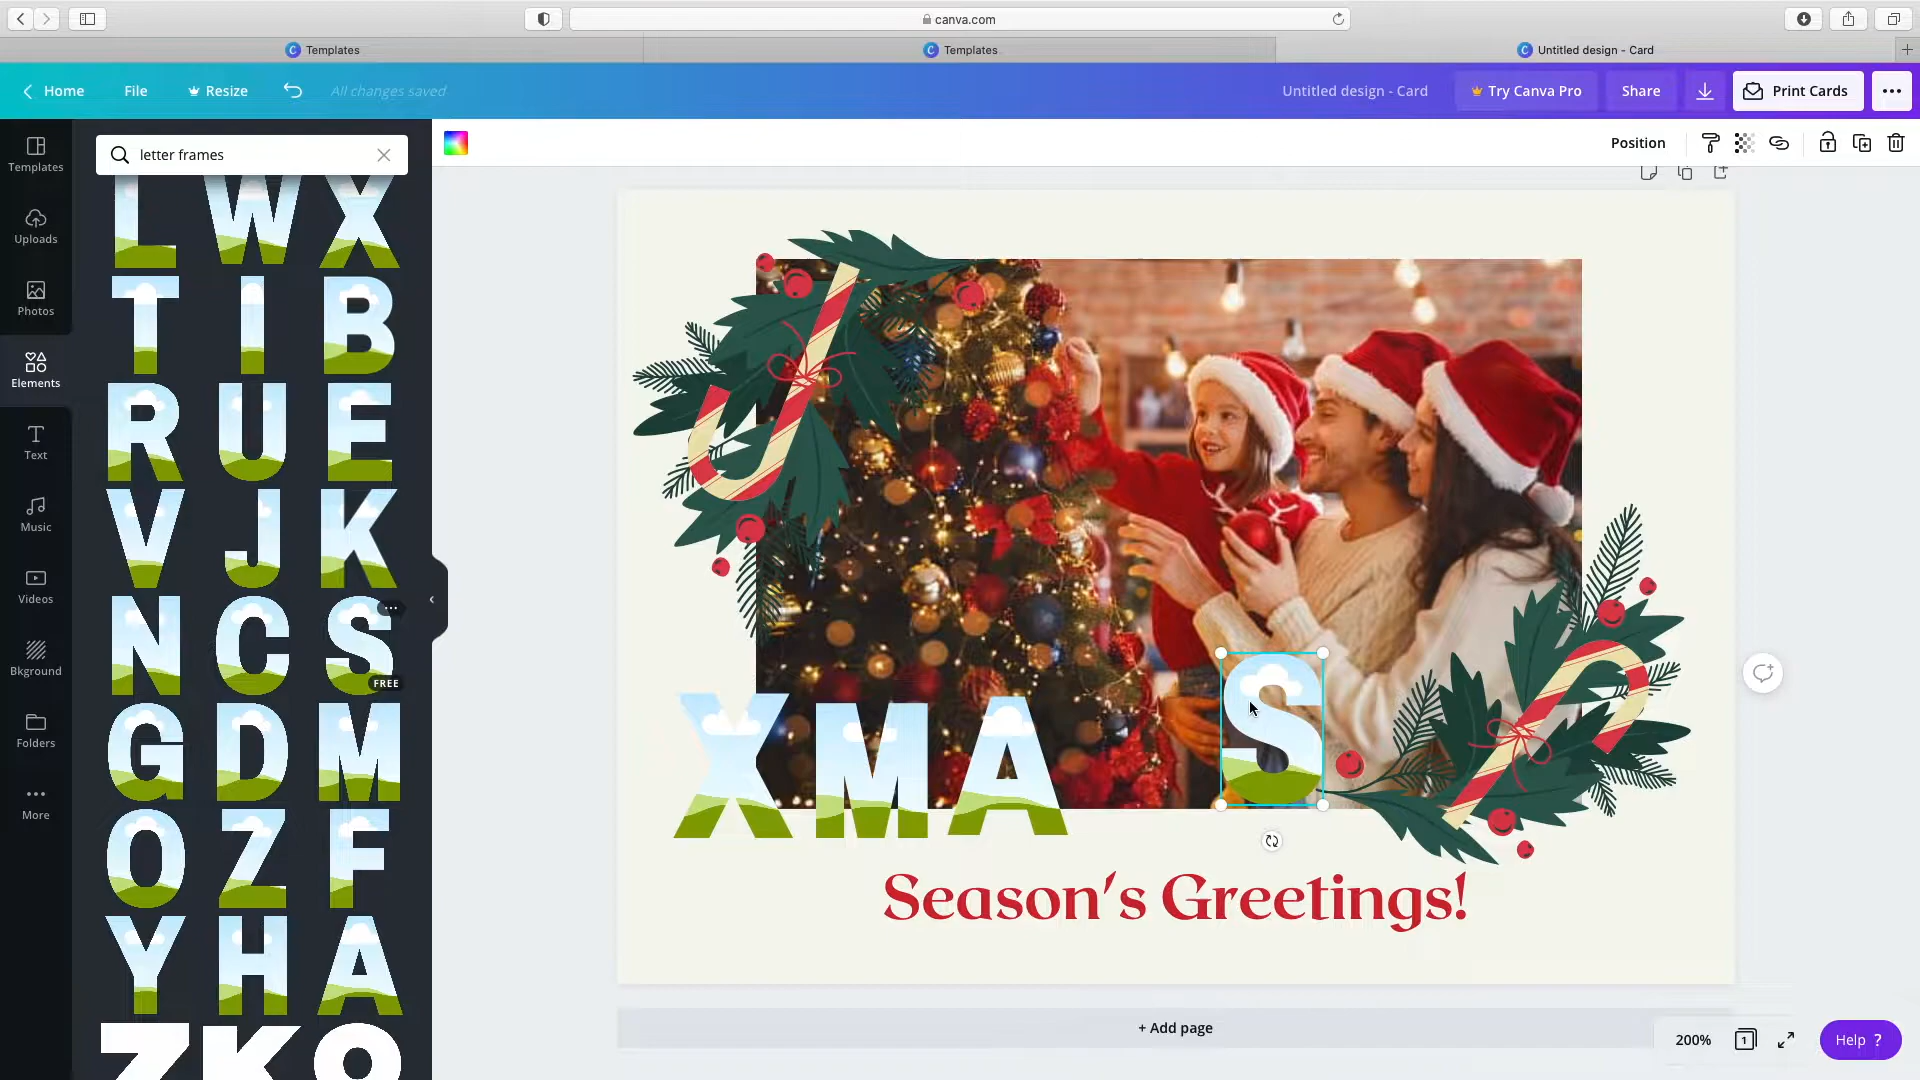 canva.com
Templates
Templates
Untitled design - Card
Home
File
Resize
All changes saved
Untitled design - Card
Try Canva Pro
Share
Print Cards
Templates
Uploads
Photos
Elements
Text
Music
Videos
Bkground
Folders
More
letter frames
L W X
T I B
R U E
V J K
N C S
FREE
G D M
O Z F
Y H A
Z K O
Position
XMA S
Season's Greetings!
+ Add page
200%
1
Help ?